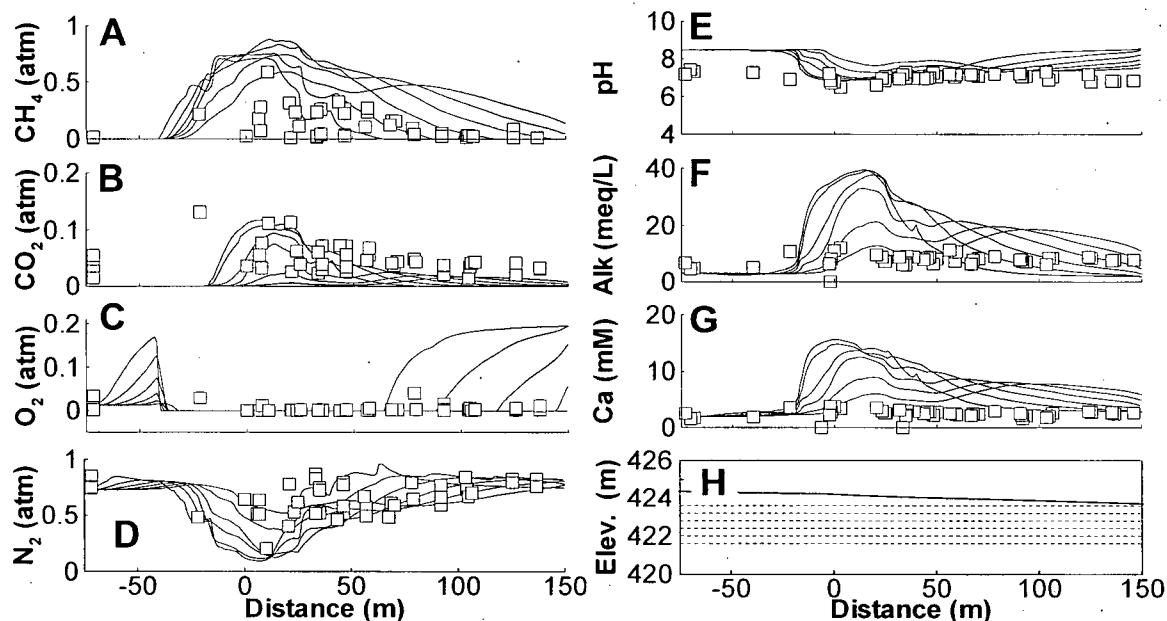 A
CH4 (atm)
1
0.5
0
B
CO2 (atm)
0.2
0.1
0
C
O2 (atm)
0.2
0.1
0
D
N2 (atm)
1
0.5
0
-50 0 50 100 150
Distance (m)
E
pH
10
8
6
4
F
Alk (meq/L)
40
20
0
G
Ca (mM)
20
10
0
H
Elev. (m)
426
424
422
420
-50 0 50 100 150
Distance (m)